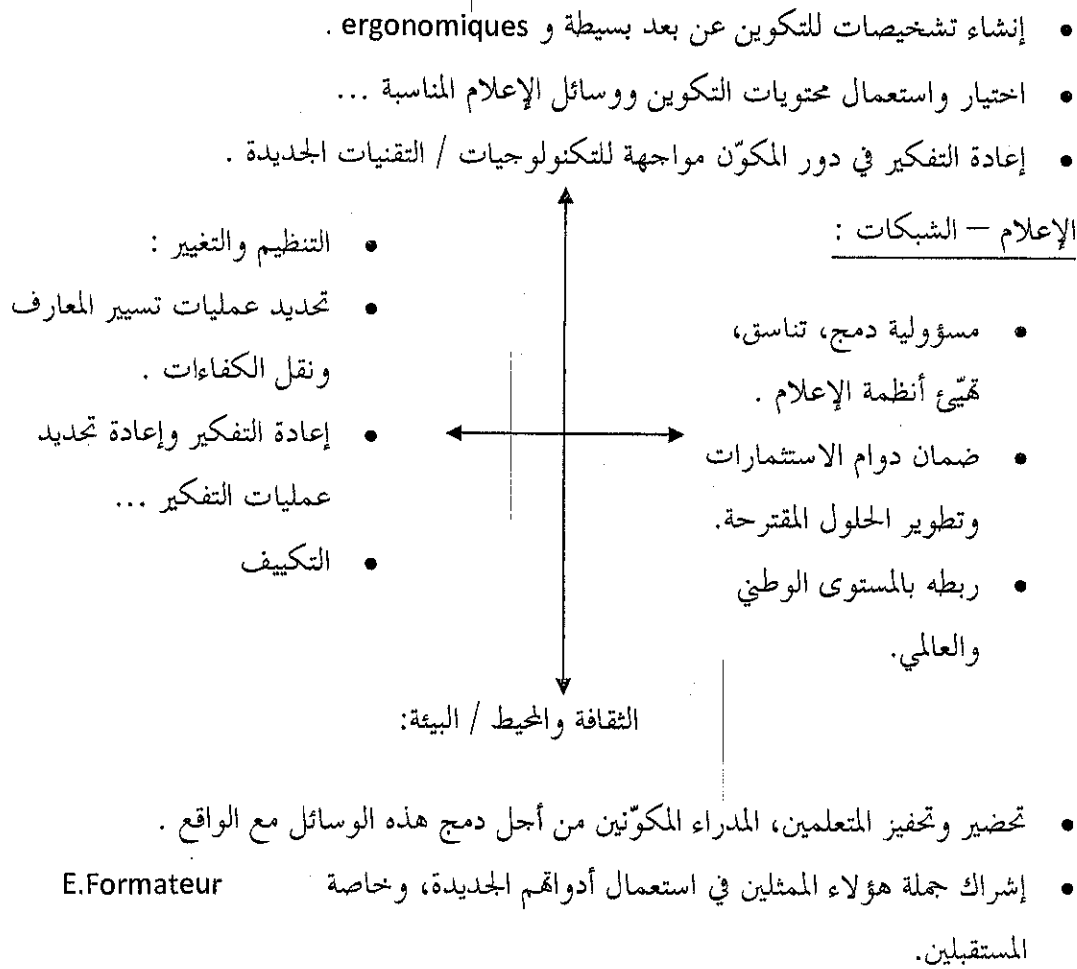 • إنشاء تشخيصات للتكوين عن بعد بسيطة و ergonomiques .
• اختيار واستعمال محتويات التكوين ووسائل الإعلام المناسبة ...
• إعادة التفكير في دور المكوّن مواجهة للتكنولوجيات / التقنيات الجديدة .
الإعلام – الشبكات :
• مسؤولية دمج، تناسق،
تهيّئ أنظمة الإعلام .
• ضمان دوام الاستثمارات
وتطوير الحلول المقترحة.
• ربطه بالمستوى الوطني
والعالمي.
• التنظيم والتغيير :
• تحديد عمليات تسيير المعارف
ونقل الكفاءات .
• إعادة التفكير وإعادة تحديد
عمليات التفكير ...
• التكييف
الثقافة والمحيط / البيئة:
• تحضير وتحفيز المتعلمين، المدراء المكوّنين من أجل دمج هذه الوسائل مع الواقع .
• إشراك جملة هؤلاء الممثلين في استعمال أدواتهم الجديدة، وخاصة E.Formateur
المستقبلين.